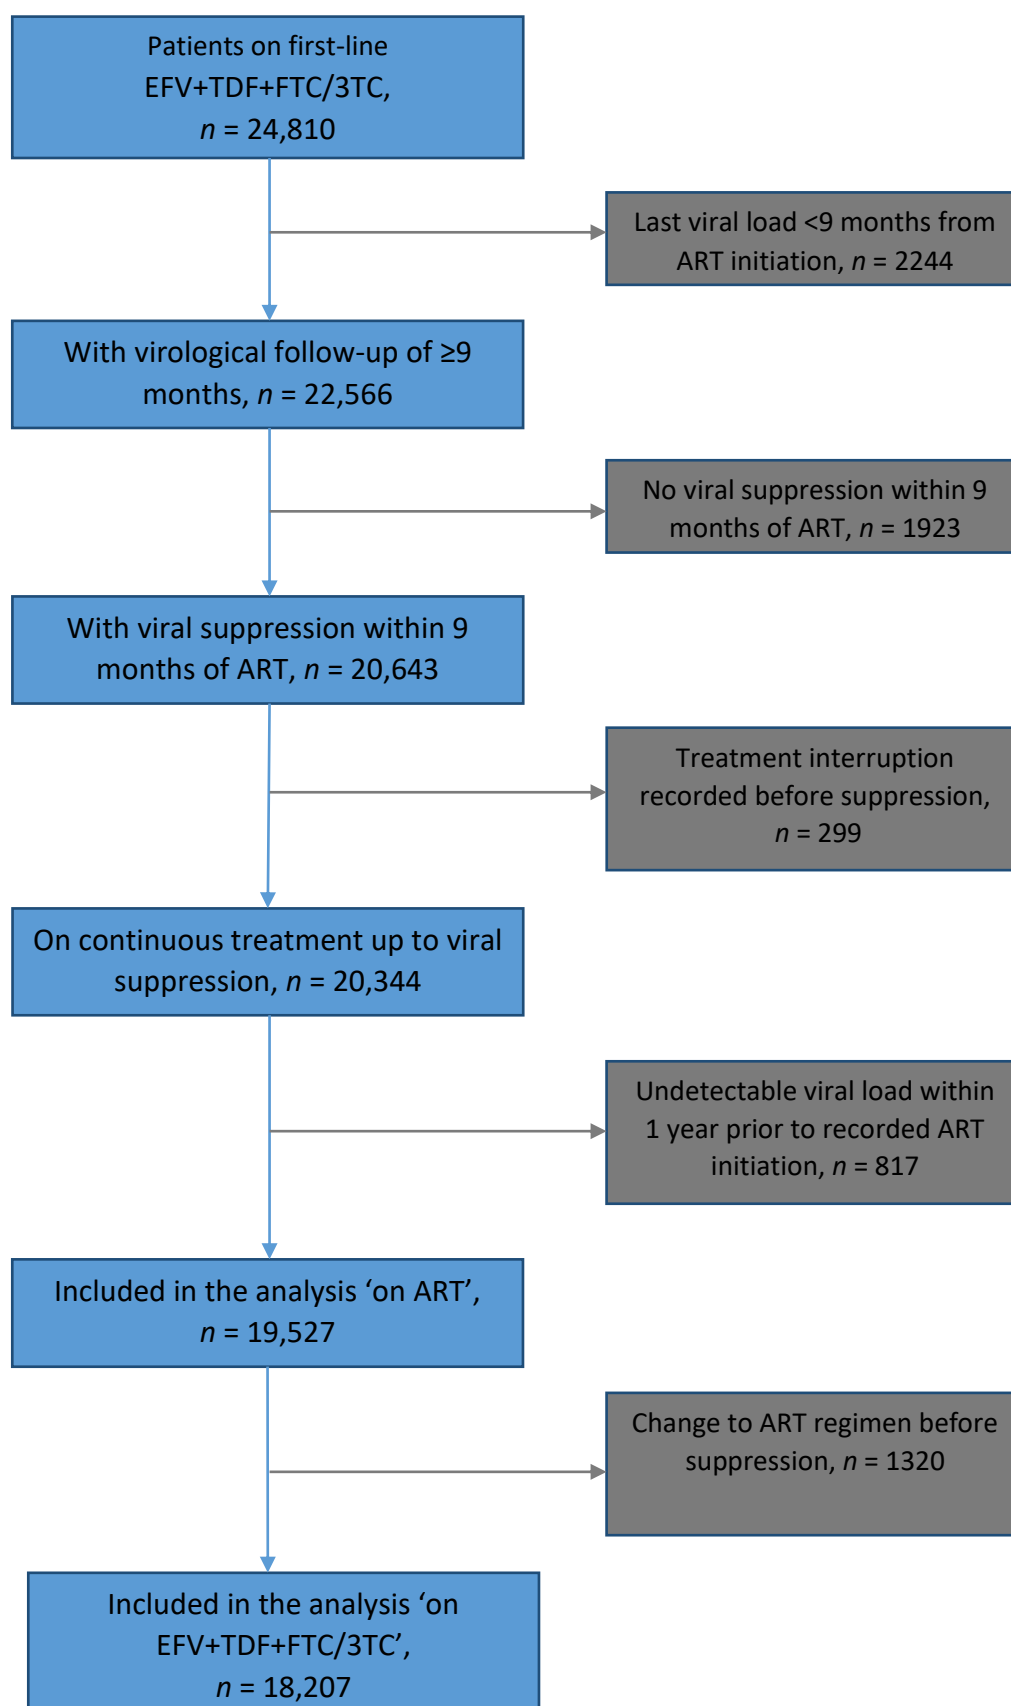 Patients on first-line
EFV+TDF+FTC/3TC,
n = 24,810
Last viral load <9 months from
ART initiation, n = 2244
With virological follow-up of ≥9
months, n = 22,566
No viral suppression within 9
months of ART, n = 1923
With viral suppression within 9
months of ART, n = 20,643
Treatment interruption
recorded before suppression,
n = 299
On continuous treatment up to viral
suppression, n = 20,344
Undetectable viral load within
1 year prior to recorded ART
initiation, n = 817
Included in the analysis ‘on ART’,
n = 19,527
Change to ART regimen before
suppression, n = 1320
Included in the analysis ‘on
EFV+TDF+FTC/3TC’,
n = 18,207